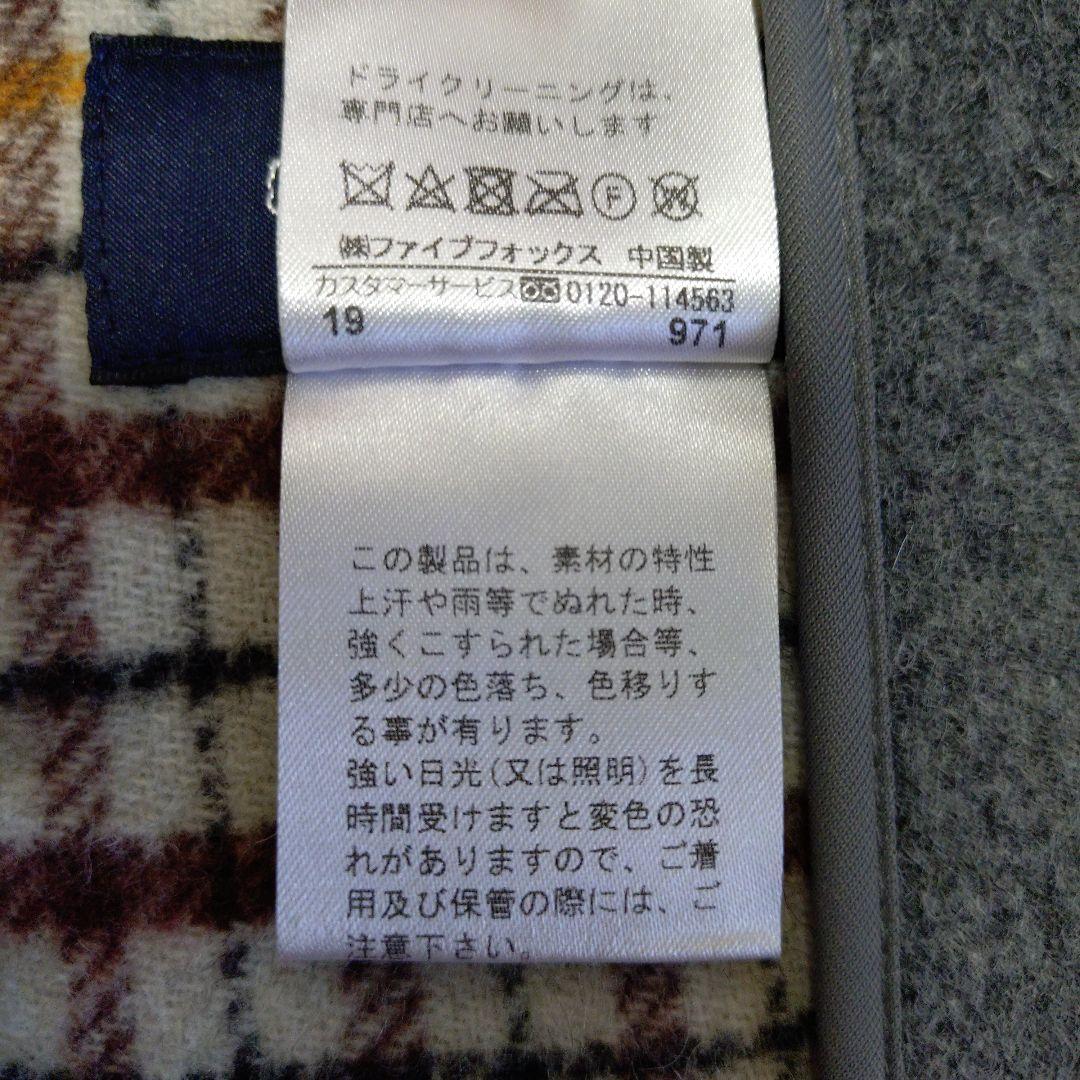 ドライクリーニングは、
専門店へお願いします
F
㈱ファイブフォックス 中国製
カスタマーサービス 0120-114563
19 971
この製品は、素材の特性
上汗や雨等でぬれた時、
強くこすられた場合等、
多少の色落ち、色移りす
る事が有ります。
強い日光(又は照明)を長
時間受けますと変色の恐
れがありますので、ご着
用及び保管の際には、ご
注意下さい。